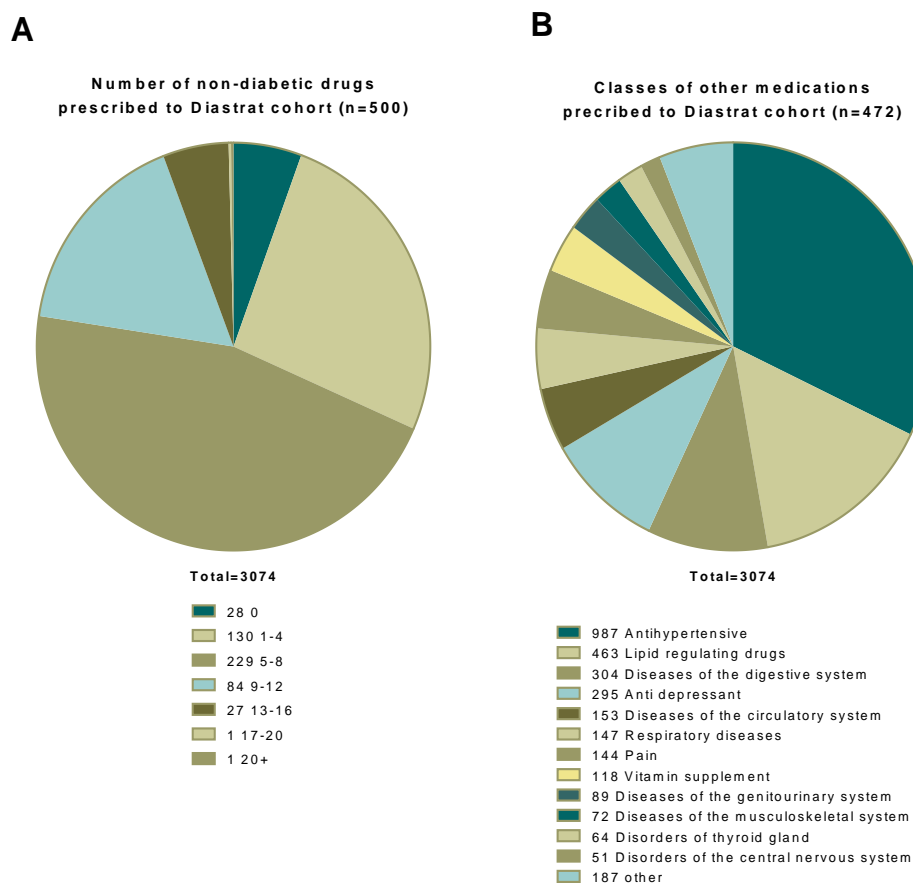 A
Number of non-diabetic drugs
prescribed to Diastrat cohort (n=500)
Total=3074
28 0
130 1-4
229 5-8
84 9-12
27 13-16
1 17-20
1 20+
B
Classes of other medications
precribed to Diastrat cohort (n=472)
Total=3074
987 Antihypertensive
463 Lipid regulating drugs
304 Diseases of the digestive system
295 Anti depressant
153 Diseases of the circulatory system
147 Respiratory diseases
144 Pain
118 Vitamin supplement
89 Diseases of the genitourinary system
72 Diseases of the musculoskeletal system
64 Disorders of thyroid gland
51 Disorders of the central nervous system
187 other